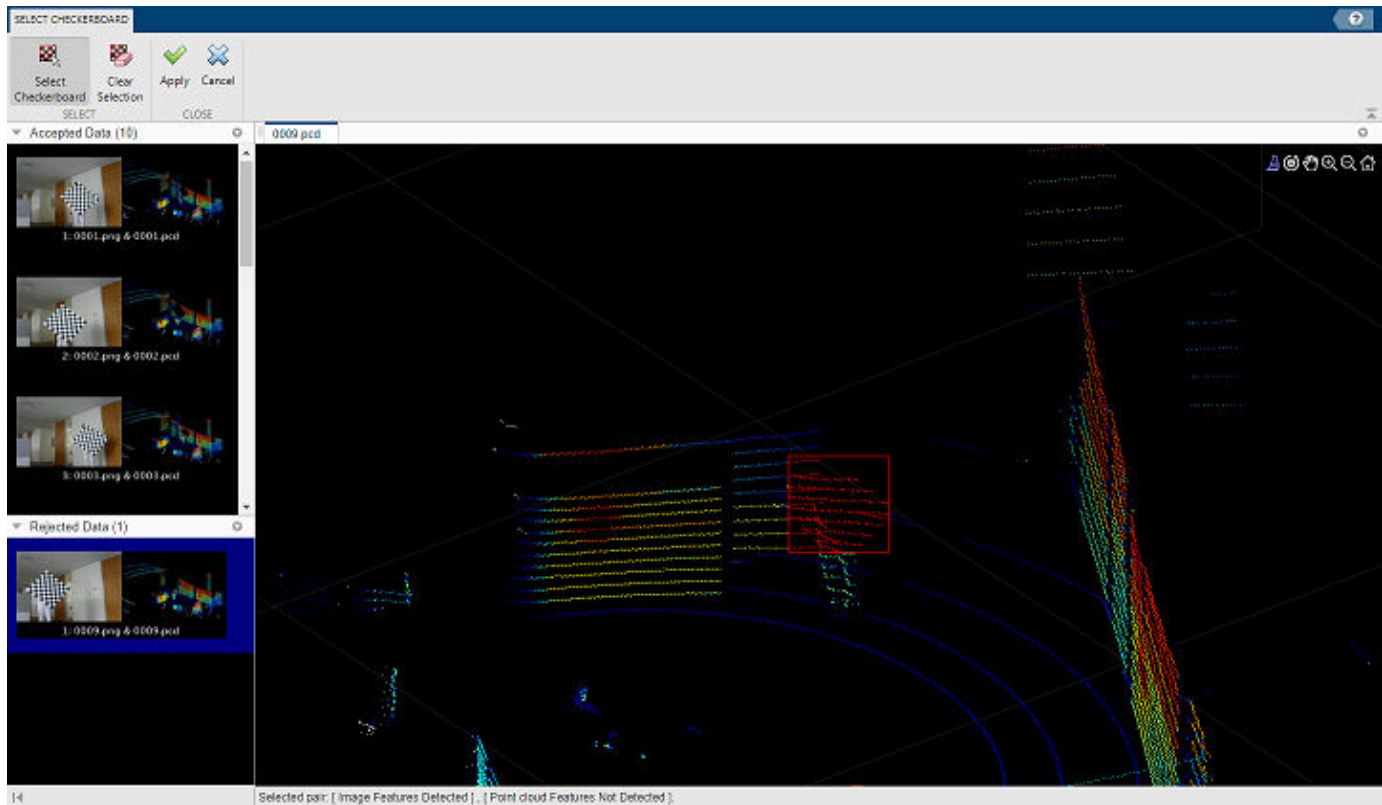 SELECT CHECKERBOARD
?
Select
Checkerboard
Clear
Selection
Apply
Cancel
SELECT
CLOSE
Accepted Data (10)
0009.pcd
1: 0001.png & 0001.pcd
2: 0002.png & 0002.pcd
3: 0003.png & 0003.pcd
Rejected Data (1)
1: 0009.png & 0009.pcd
Selected pair: [ Image Features Detected ] , [ Point cloud Features Not Detected ].